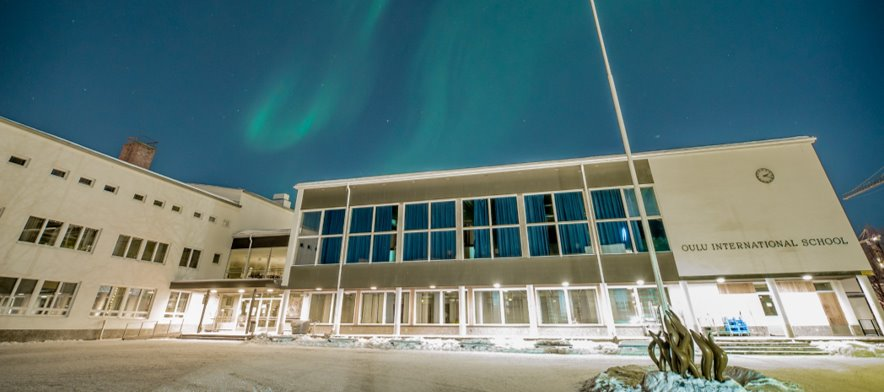 OULU INTERNATIONAL SCHOOL